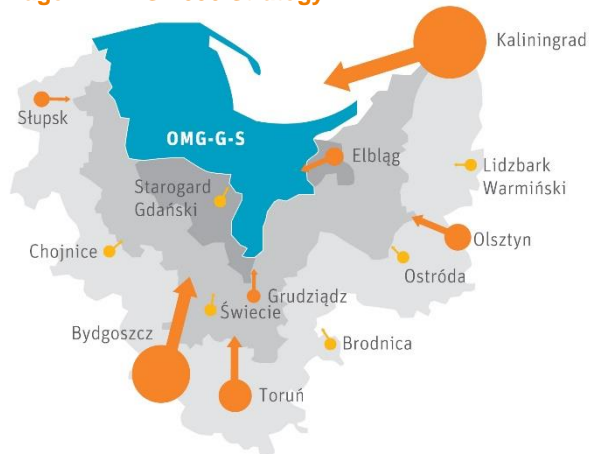 Kaliningrad
Słupsk
OMG-G-S
Elbląg
Lidzbark
Warmiński
Starogard
Gdański
Olsztyn
Chojnice
Ostróda
Grudziądz
Świecie
Bydgoszcz
Brodnica
Toruń